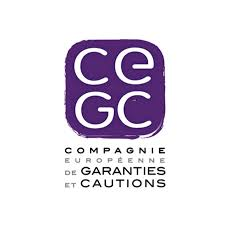 ce
GC
COMPAGNIE
EUROPÉENNE
DE GARANTIES
ET CAUTIONS